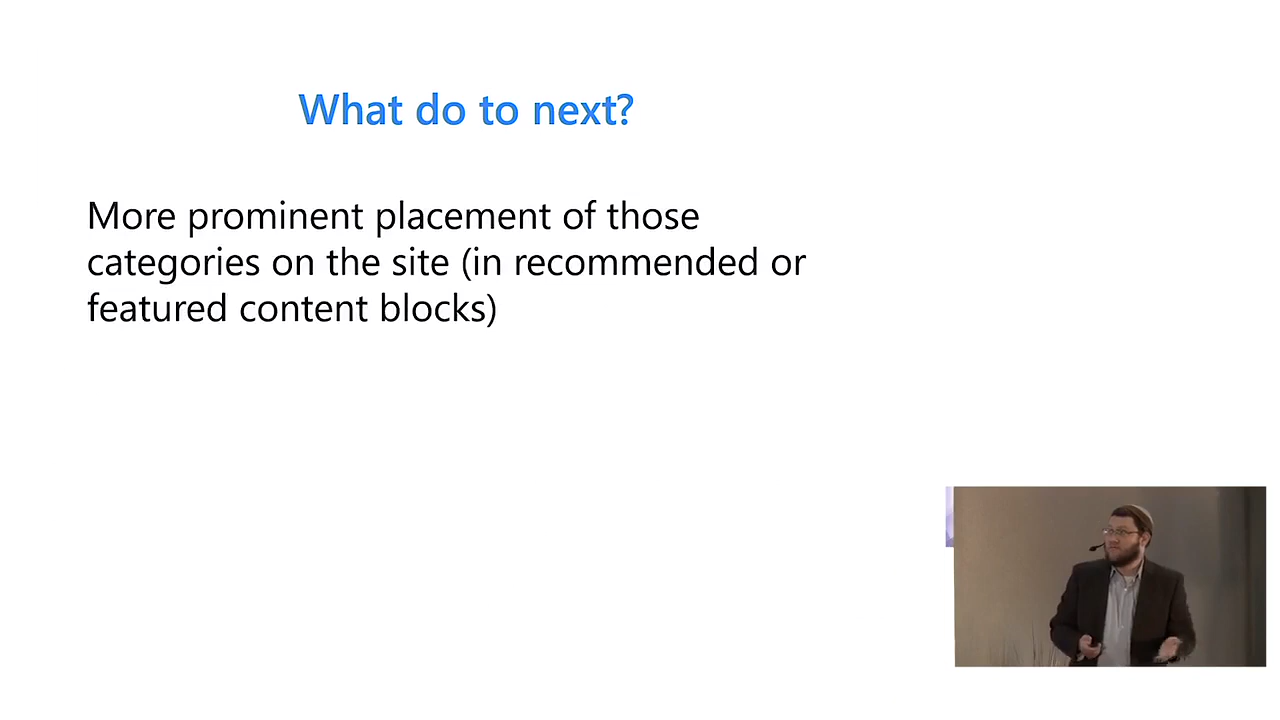 What do to next?
More prominent placement of those
categories on the site (in recommended or
featured content blocks)